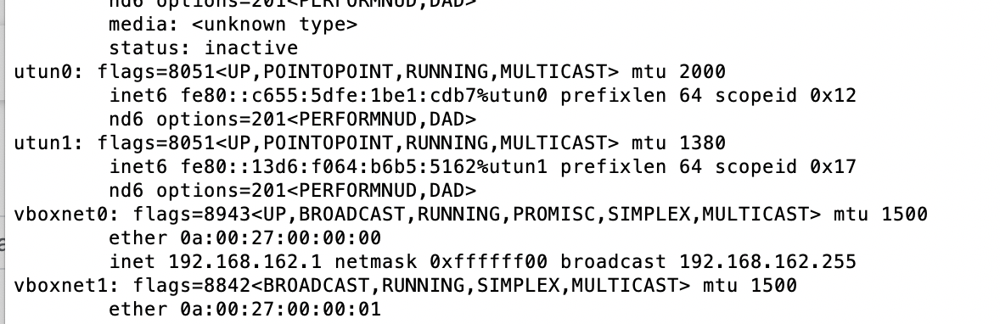 nd6 options=201<PERFORMNUD,DAD>
media: <unknown type>
status: inactive
utun0: flags=8051<UP,POINTOPOINT,RUNNING,MULTICAST> mtu 2000
inet6 fe80::c655:5dfe:1be1:cdb7%utun0 prefixlen 64 scopeid 0x12
nd6 options=201<PERFORMNUD,DAD>
utun1: flags=8051<UP,POINTOPOINT,RUNNING,MULTICAST> mtu 1380
inet6 fe80::13d6:f064:b6b5:5162%utun1 prefixlen 64 scopeid 0x17
nd6 options=201<PERFORMNUD,DAD>
vboxnet0: flags=8943<UP,BROADCAST,RUNNING,PROMISC,SIMPLEX,MULTICAST> mtu 1500
ether 0a:00:27:00:00:00
inet 192.168.162.1 netmask 0xffffff00 broadcast 192.168.162.255
vboxnet1: flags=8842<BROADCAST,RUNNING,SIMPLEX,MULTICAST> mtu 1500
ether 0a:00:27:00:00:01